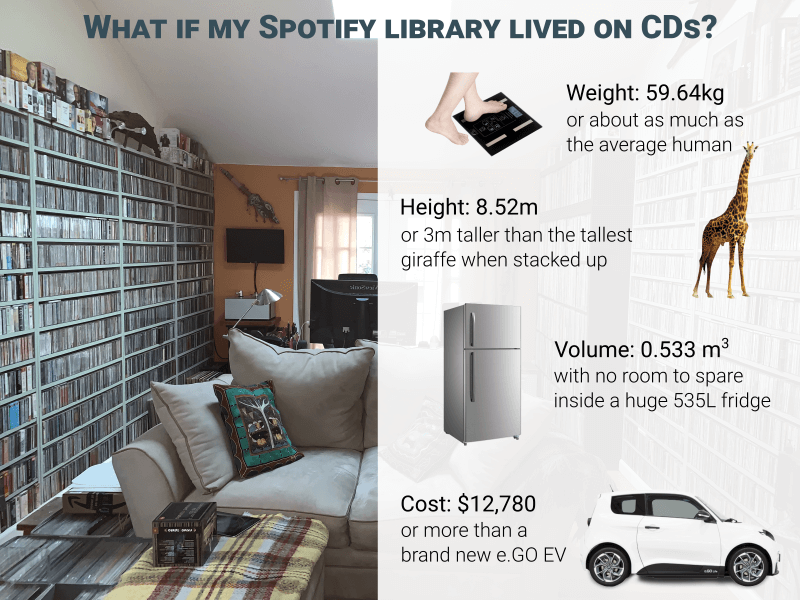 What if my Spotify library lived on CDs?
Weight: 59.64kg
or about as much as
the average human
Height: 8.52m
or 3m taller than the tallest
giraffe when stacked up
Volume: 0.533 m³
with no room to spare
inside a huge 535L fridge
Cost: $12,780
or more than a
brand new e.GO EV